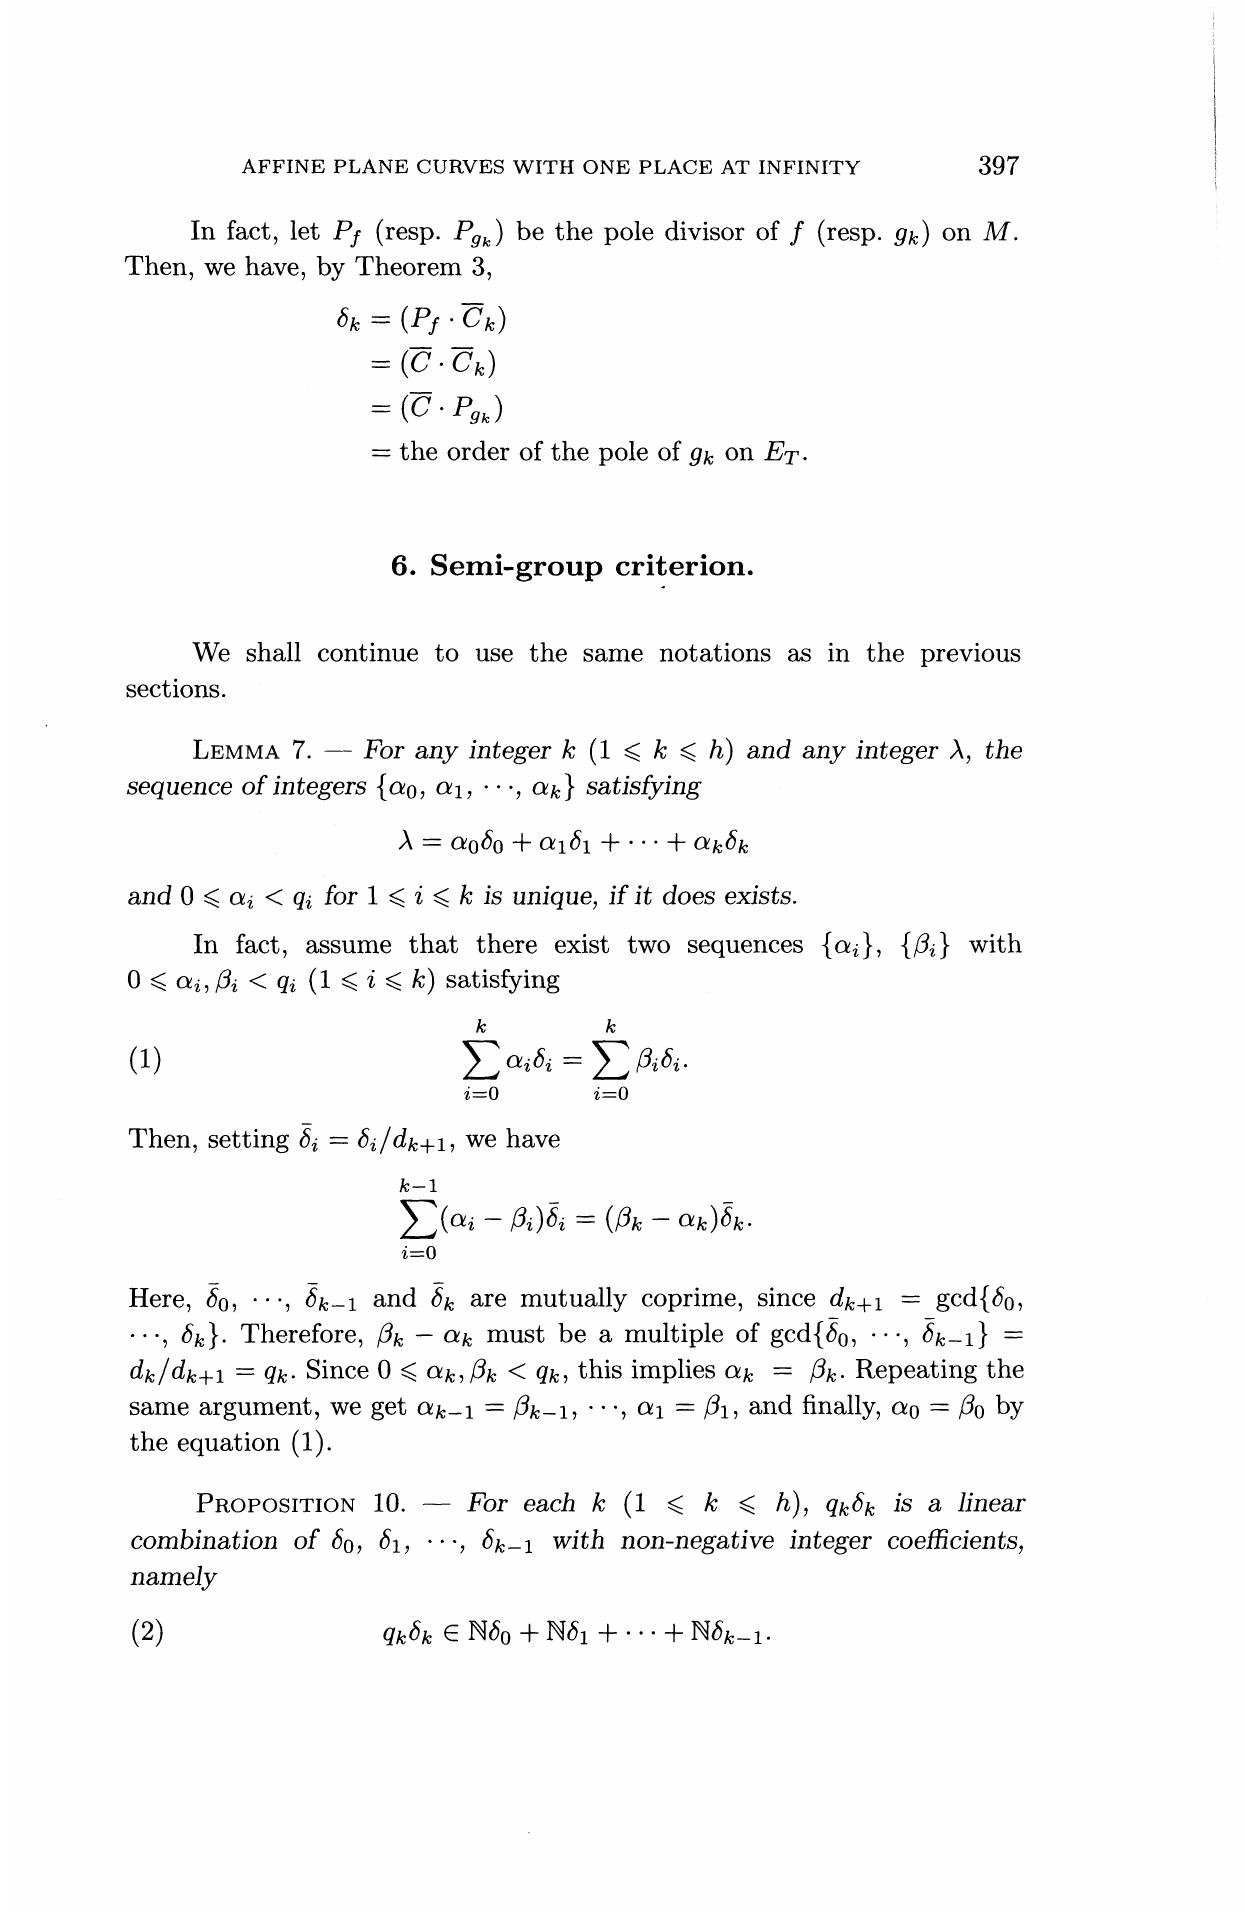 AFFINE PLANE CURVES WITH ONE PLACE AT INFINITY 397
In fact, let $P_f$ (resp. $P_{g_k}$) be the pole divisor of $f$ (resp. $g_k$) on $M$.
Then, we have, by Theorem 3,
$\delta_k = (P_f \cdot \overline{C}_k)$
$= (\overline{C} \cdot \overline{C}_k)$
$= (\overline{C} \cdot P_{g_k})$
= the order of the pole of $g_k$ on $E_T$.
6. Semi-group criterion.
We shall continue to use the same notations as in the previous
sections.
LEMMA 7. — For any integer $k$ $(1 \leqslant k \leqslant h)$ and any integer $\lambda$, the
sequence of integers $\{\alpha_0, \alpha_1, \cdots, \alpha_k\}$ satisfying
$\lambda = \alpha_0\delta_0 + \alpha_1\delta_1 + \cdots + \alpha_k\delta_k$
and $0 \leqslant \alpha_i < q_i$ for $1 \leqslant i \leqslant k$ is unique, if it does exists.
In fact, assume that there exist two sequences $\{\alpha_i\}$, $\{\beta_i\}$ with
$0 \leqslant \alpha_i, \beta_i < q_i$ $(1 \leqslant i \leqslant k)$ satisfying
(1) $\sum_{i=0}^{k} \alpha_i\delta_i = \sum_{i=0}^{k} \beta_i\delta_i.$
Then, setting $\bar{\delta}_i = \delta_i/d_{k+1}$, we have
$\sum_{i=0}^{k-1} (\alpha_i - \beta_i)\bar{\delta}_i = (\beta_k - \alpha_k)\bar{\delta}_k.$
Here, $\bar{\delta}_0, \cdots, \bar{\delta}_{k-1}$ and $\bar{\delta}_k$ are mutually coprime, since $d_{k+1} = \gcd\{\delta_0,$
$\cdots, \delta_k\}$. Therefore, $\beta_k - \alpha_k$ must be a multiple of $\gcd\{\bar{\delta}_0, \cdots, \bar{\delta}_{k-1}\} =$
$d_k/d_{k+1} = q_k$. Since $0 \leqslant \alpha_k, \beta_k < q_k$, this implies $\alpha_k = \beta_k$. Repeating the
same argument, we get $\alpha_{k-1} = \beta_{k-1}, \cdots, \alpha_1 = \beta_1$, and finally, $\alpha_0 = \beta_0$ by
the equation (1).
PROPOSITION 10. — For each $k$ $(1 \leqslant k \leqslant h)$, $q_k\delta_k$ is a linear
combination of $\delta_0, \delta_1, \cdots, \delta_{k-1}$ with non-negative integer coefficients,
namely
(2) $q_k\delta_k \in \mathbb{N}\delta_0 + \mathbb{N}\delta_1 + \cdots + \mathbb{N}\delta_{k-1}.$